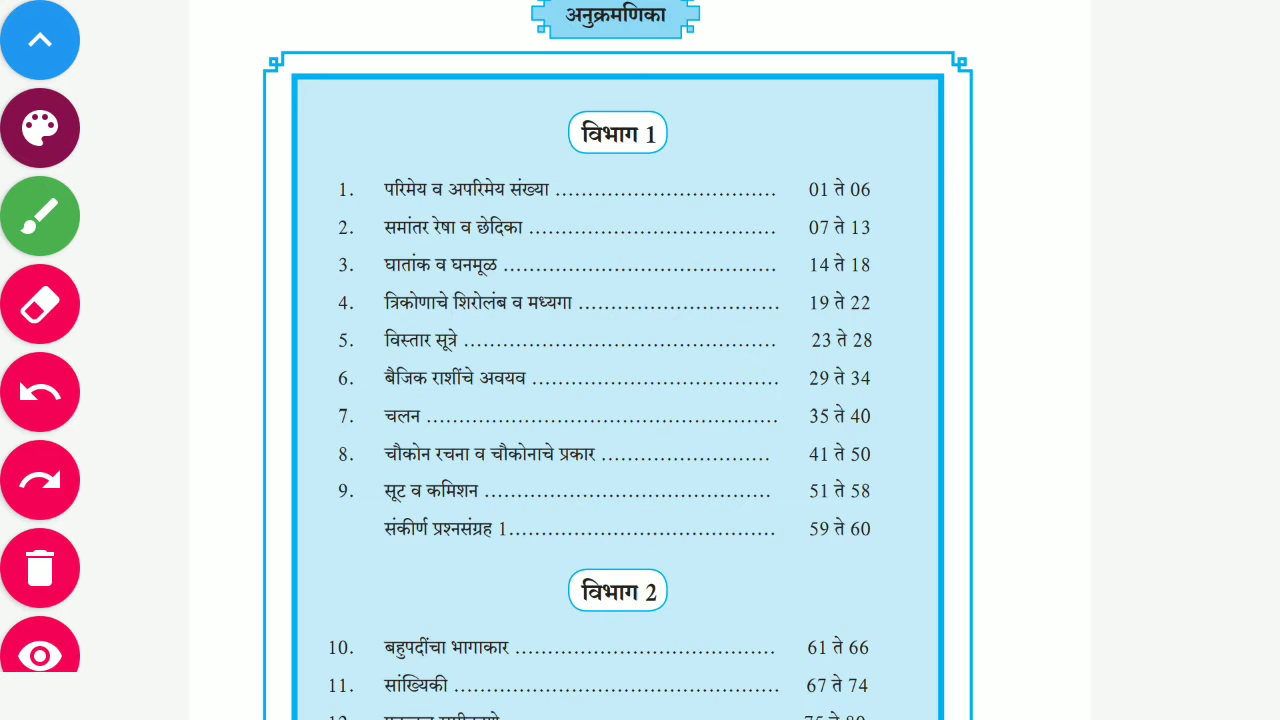 अनुक्रमणिका
विभाग 1
1. परिमेय व अपरिमेय संख्या .................................. 01 ते 06
2. समांतर रेषा व छेदिका ...................................... 07 ते 13
3. घातांक व घनमूळ .......................................... 14 ते 18
4. त्रिकोणाचे शिरोलंब व मध्यगा ............................... 19 ते 22
5. विस्तार सूत्रे ................................................ 23 ते 28
6. बैजिक राशींचे अवयव ...................................... 29 ते 34
7. चलन ...................................................... 35 ते 40
8. चौकोन रचना व चौकोनाचे प्रकार .......................... 41 ते 50
9. सूट व कमिशन ............................................ 51 ते 58
संकीर्ण प्रश्नसंग्रह 1......................................... 59 ते 60
विभाग 2
10. बहुपदींचा भागाकार ........................................ 61 ते 66
11. सांख्यिकी .................................................. 67 ते 74